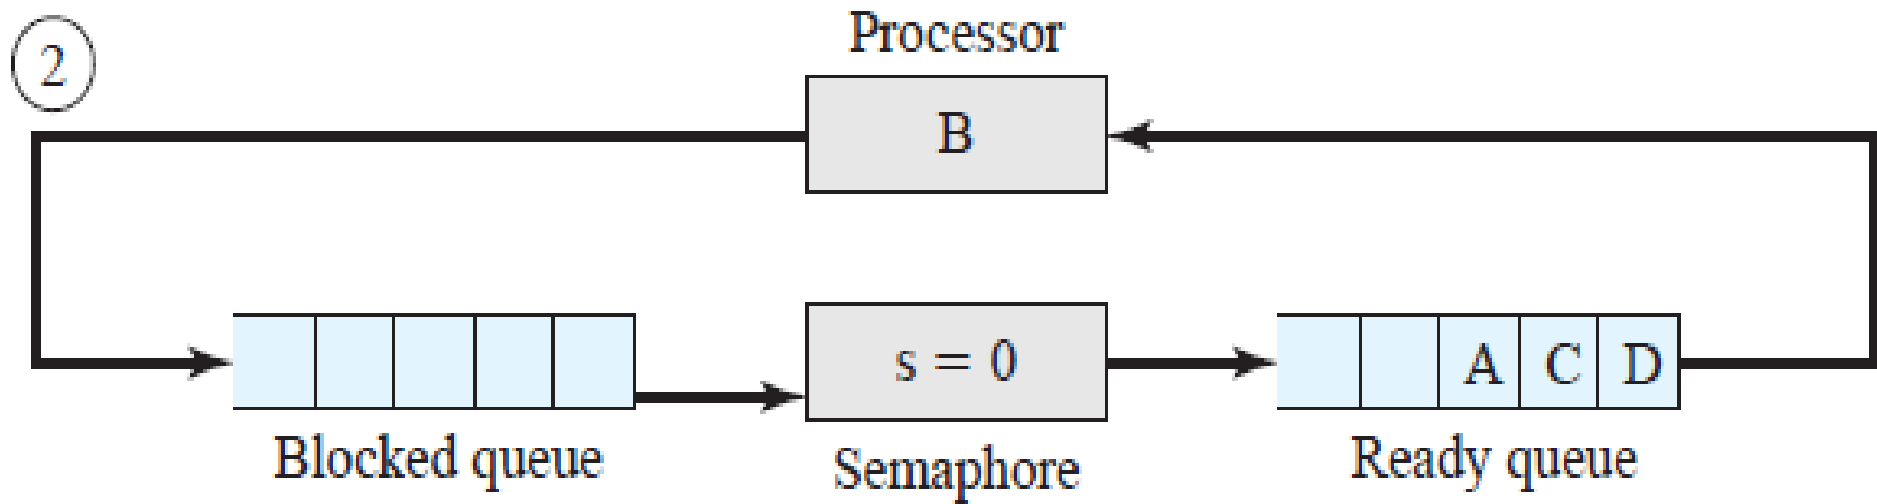 2
Processor
B
s = 0
A C D
Blocked queue
Semaphore
Ready queue